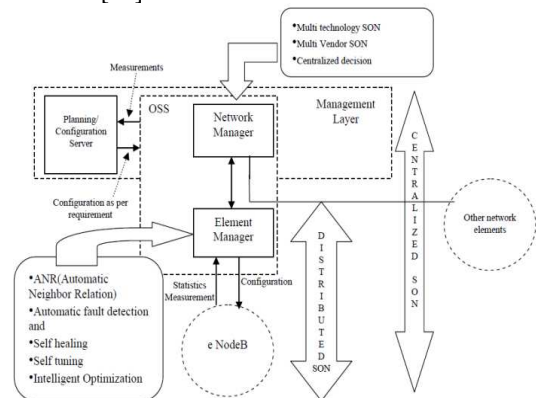 •Multi technology SON
•Multi Vendor SON
•Centralized decision
Measurements
OSS
Management
Layer
Planning/
Configuration
Server
Network
Manager
Configuration as per
requirement
Element
Manager
Other network
elements
CENTRALIZED SON
DISTRIBUTED
SON
Statistics
Measurement
Configuration
•ANR(Automatic
Neighbor Relation)
•Automatic fault detection
and
•Self healing
•Self tuning
•Intelligent Optimization
e NodeB